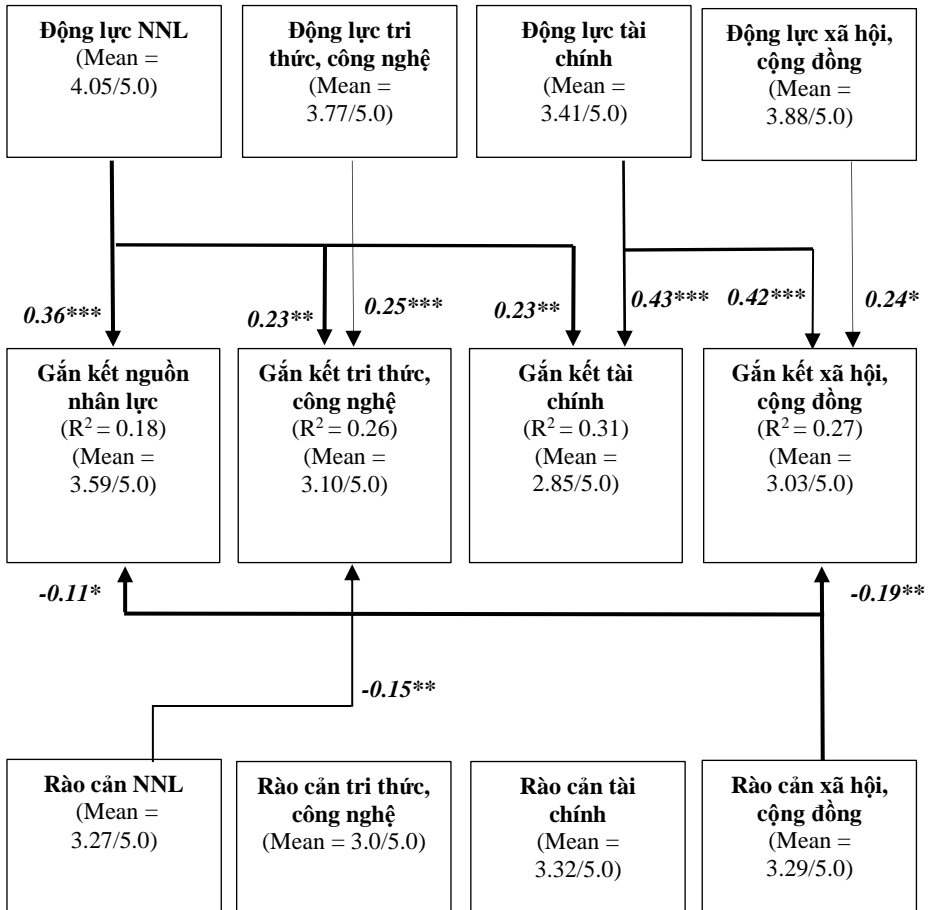 Động lực NNL
(Mean =
4.05/5.0)
Động lực tri
thức, công nghệ
(Mean =
3.77/5.0)
Động lực tài
chính
(Mean =
3.41/5.0)
Động lực xã hội,
cộng đồng
(Mean =
3.88/5.0)
0.36***
0.23**
0.25***
0.23**
0.43***
0.42***
0.24*
Gắn kết nguồn
nhân lực
(R² = 0.18)
(Mean =
3.59/5.0)
Gắn kết tri thức,
công nghệ
(R² = 0.26)
(Mean =
3.10/5.0)
Gắn kết tài
chính
(R² = 0.31)
(Mean =
2.85/5.0)
Gắn kết xã hội,
cộng đồng
(R² = 0.27)
(Mean =
3.03/5.0)
-0.11*
-0.19**
-0.15**
Rào cản NNL
(Mean =
3.27/5.0)
Rào cản tri thức,
công nghệ
(Mean = 3.0/5.0)
Rào cản tài
chính
(Mean =
3.32/5.0)
Rào cản xã hội,
cộng đồng
(Mean =
3.29/5.0)